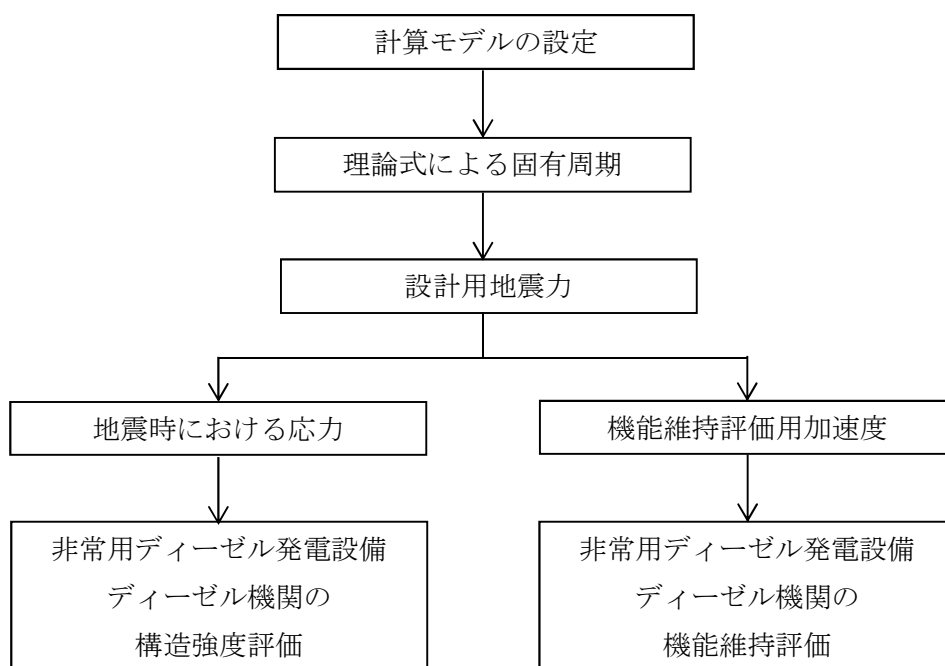 計算モデルの設定
理論式による固有周期
設計用地震力
地震時における応力
機能維持評価用加速度
非常用ディーゼル発電設備
ディーゼル機関の
構造強度評価
非常用ディーゼル発電設備
ディーゼル機関の
機能維持評価